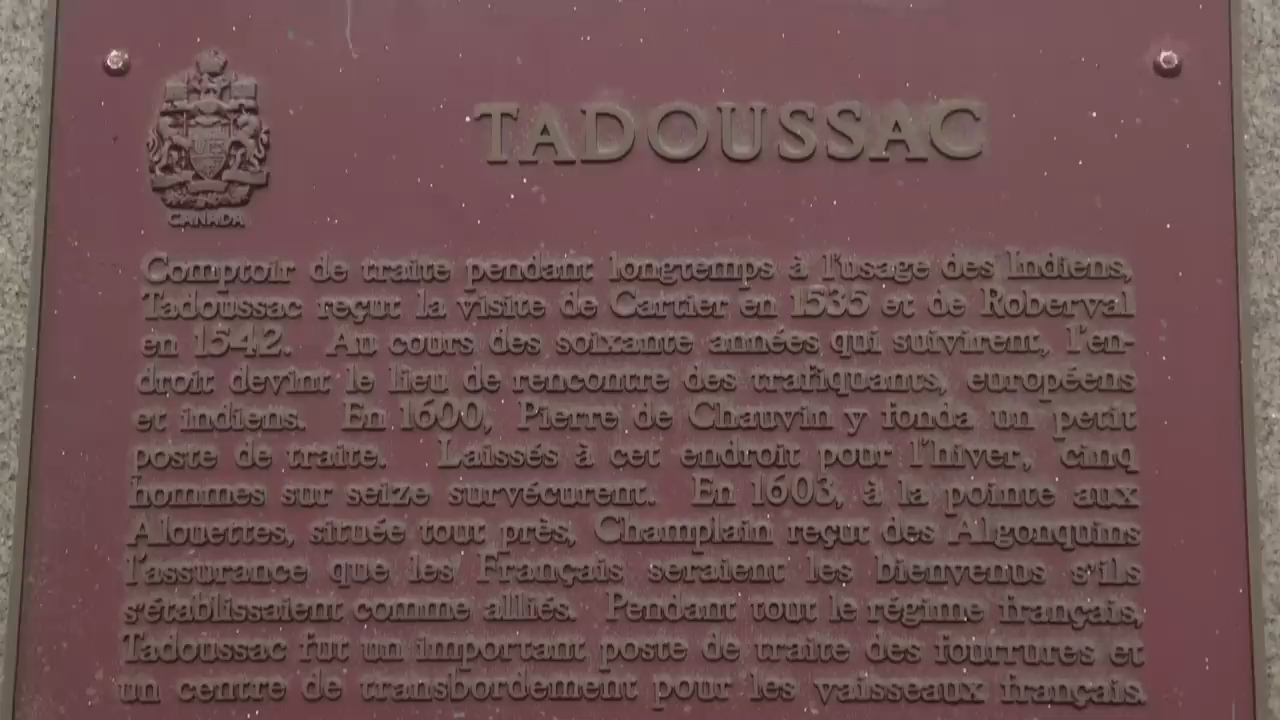 CANADA
TADOUSSAC
Comptoir de traite pendant longtemps à l'usage des Indiens,
Tadoussac reçut la visite de Cartier en 1535 et de Roberval
en 1542. Au cours des soixante années qui suivirent, l'en-
droit devint le lieu de rencontre des trafiquants, européens
et indiens. En 1600, Pierre de Chauvin y fonda un petit
poste de traite. Laissés à cet endroit pour l'hiver, cinq
hommes sur seize survécurent. En 1603, à la pointe aux
Alouettes, située tout près, Champlain reçut des Algonquins
l'assurance que les Français seraient les bienvenus s'ils
s'établissaient comme alliés. Pendant tout le régime français,
Tadoussac fut un important poste de traite des fourrures et
un centre de transbordement pour les vaisseaux français.